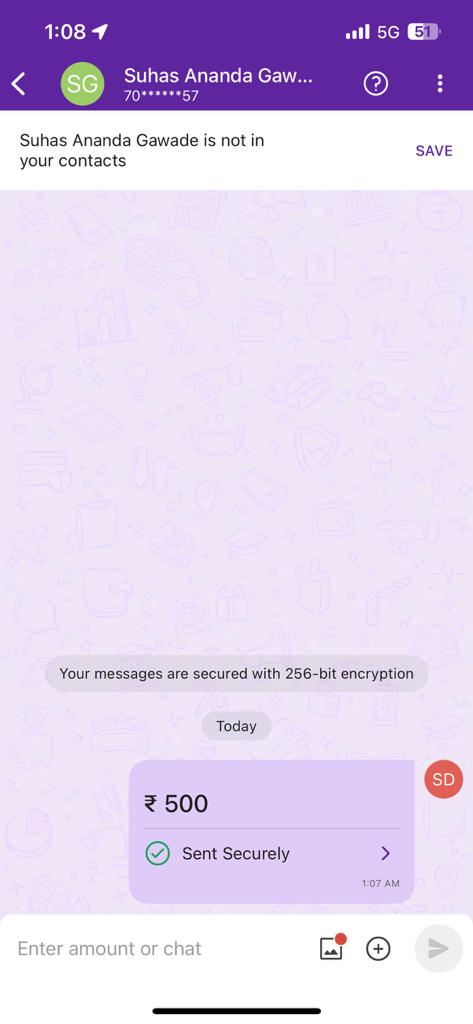 1:08
5G
51
SG
Suhas Ananda Gaw...
70******57
Suhas Ananda Gawade is not in
your contacts
SAVE
Your messages are secured with 256-bit encryption
Today
SD
₹ 500
Sent Securely
1:07 AM
Enter amount or chat